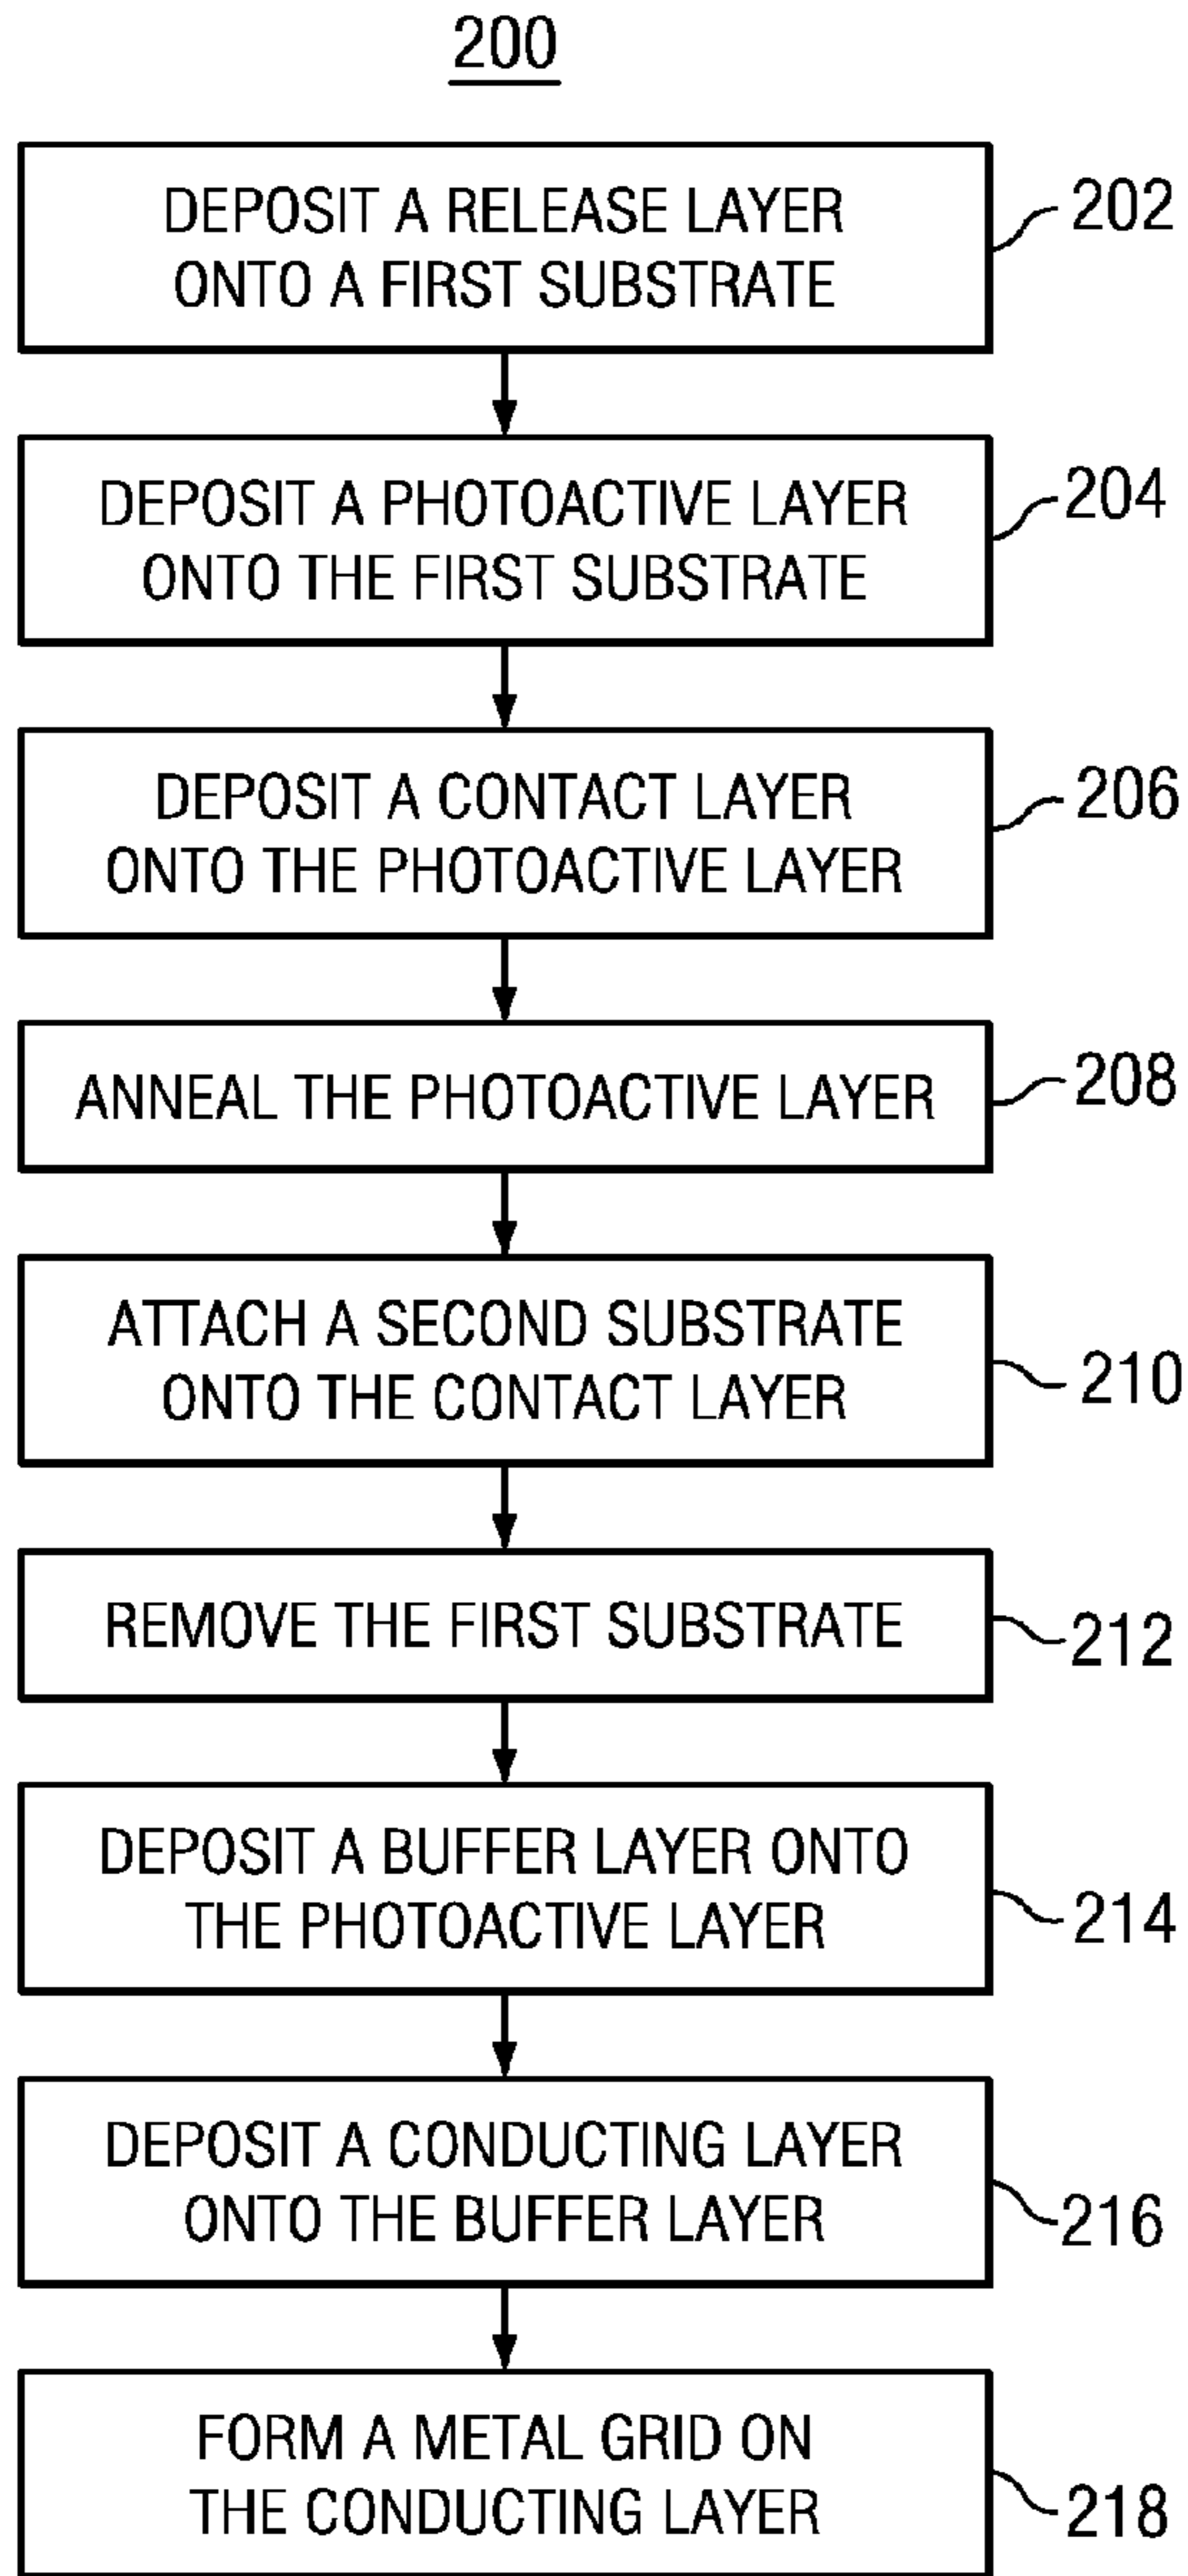 200
DEPOSIT A RELEASE LAYER
ONTO A FIRST SUBSTRATE
202
DEPOSIT A PHOTOACTIVE LAYER
ONTO THE FIRST SUBSTRATE
204
DEPOSIT A CONTACT LAYER
ONTO THE PHOTOACTIVE LAYER
206
ANNEAL THE PHOTOACTIVE LAYER
208
ATTACH A SECOND SUBSTRATE
ONTO THE CONTACT LAYER
210
REMOVE THE FIRST SUBSTRATE
212
DEPOSIT A BUFFER LAYER ONTO
THE PHOTOACTIVE LAYER
214
DEPOSIT A CONDUCTING LAYER
ONTO THE BUFFER LAYER
216
FORM A METAL GRID ON
THE CONDUCTING LAYER
218